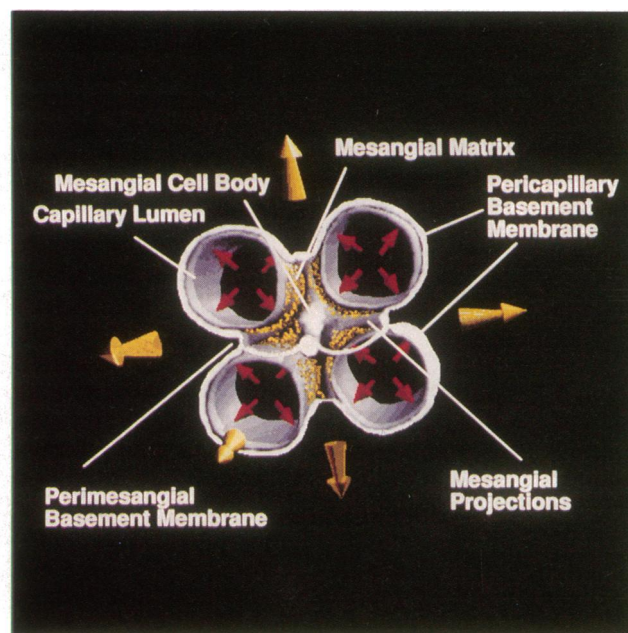 Mesangial Matrix
Mesangial Cell Body
Capillary Lumen
Pericapillary
Basement
Membrane
Perimesangial
Basement Membrane
Mesangial
Projections